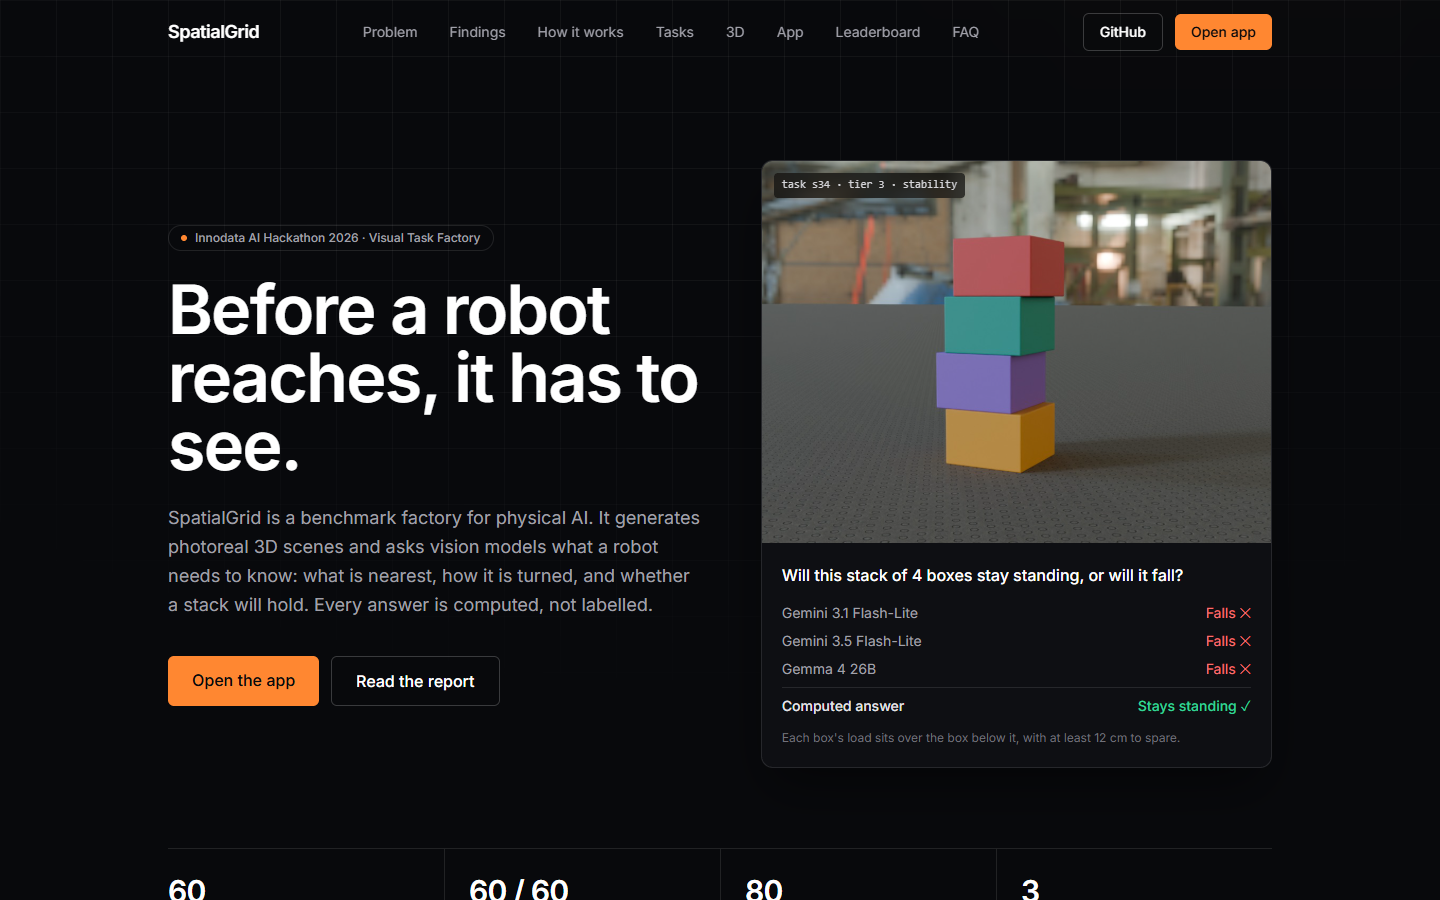 SpatialGrid
Problem
Findings
How it works
Tasks
3D
App
Leaderboard
FAQ
GitHub
Open app
Innodata AI Hackathon 2026 · Visual Task Factory
Before a robot
reaches, it has to
see.
SpatialGrid is a benchmark factory for physical AI. It generates
photoreal 3D scenes and asks vision models what a robot
needs to know: what is nearest, how it is turned, and whether
a stack will hold. Every answer is computed, not labelled.
Open the app
Read the report
task s34 · tier 3 · stability
Will this stack of 4 boxes stay standing, or will it fall?
Gemini 3.1 Flash-Lite Falls ✕
Gemini 3.5 Flash-Lite Falls ✕
Gemma 4 26B Falls ✕
Computed answer Stays standing ✓
Each box's load sits over the box below it, with at least 12 cm to spare.
60
60 / 60
80
3